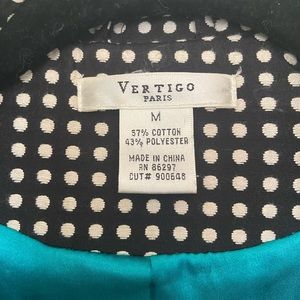 VERTIGO
PARIS
M
57% COTTON
43% POLYESTER
MADE IN CHINA
RN 86297
CUT# 900648